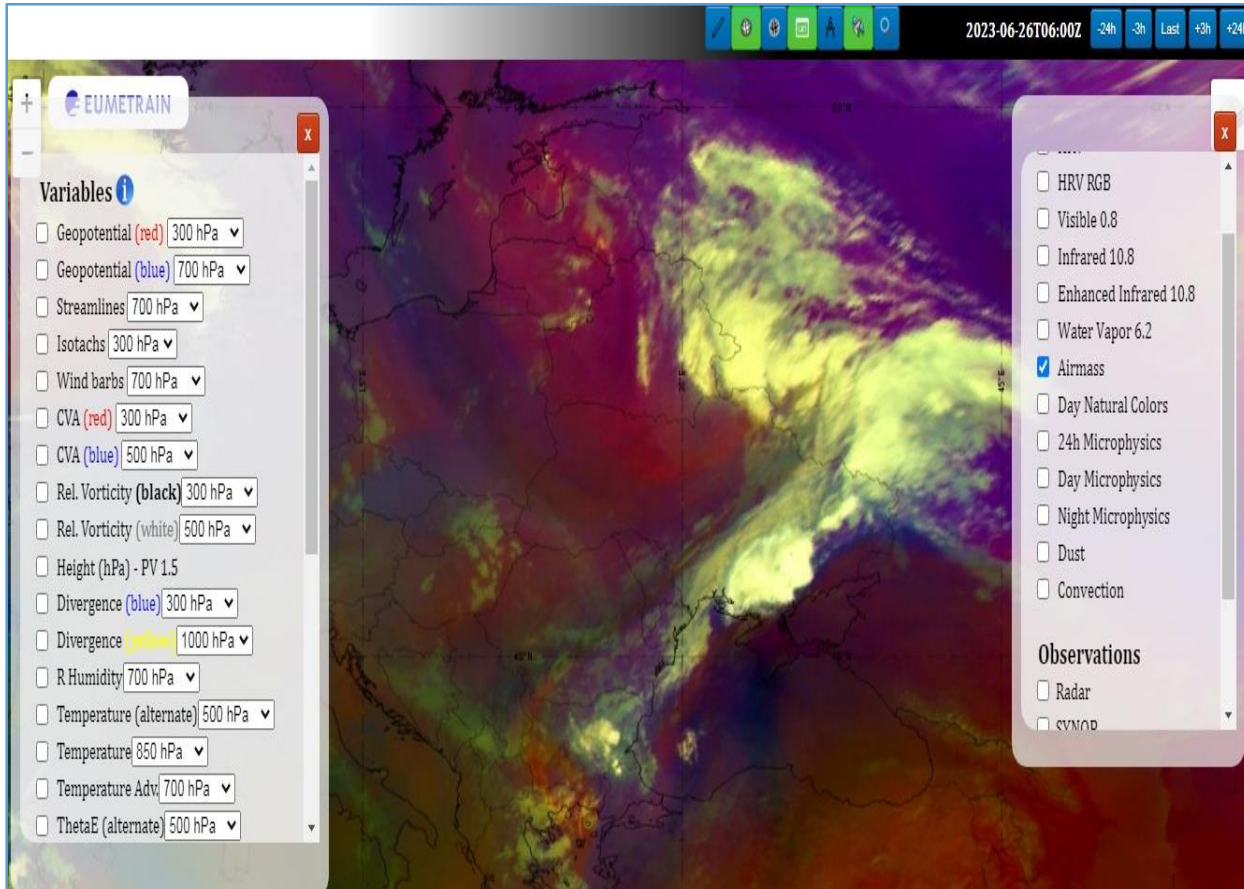 2023-06-26T06:00Z
-24h
-3h
Last
+3h
+24h
+
−
EUMETRAIN
x
Variables i
Geopotential (red) 300 hPa
Geopotential (blue) 700 hPa
Streamlines 700 hPa
Isotachs 300 hPa
Wind barbs 700 hPa
CVA (red) 300 hPa
CVA (blue) 500 hPa
Rel. Vorticity (black) 300 hPa
Rel. Vorticity (white) 500 hPa
Height (hPa) - PV 1.5
Divergence (blue) 300 hPa
Divergence (yellow) 1000 hPa
R Humidity 700 hPa
Temperature (alternate) 500 hPa
Temperature 850 hPa
Temperature Adv. 700 hPa
ThetaE (alternate) 500 hPa
15°E
45°N
45°E
x
HRV RGB
Visible 0.8
Infrared 10.8
Enhanced Infrared 10.8
Water Vapor 6.2
Airmass
Day Natural Colors
24h Microphysics
Day Microphysics
Night Microphysics
Dust
Convection
Observations
Radar
SYNOP